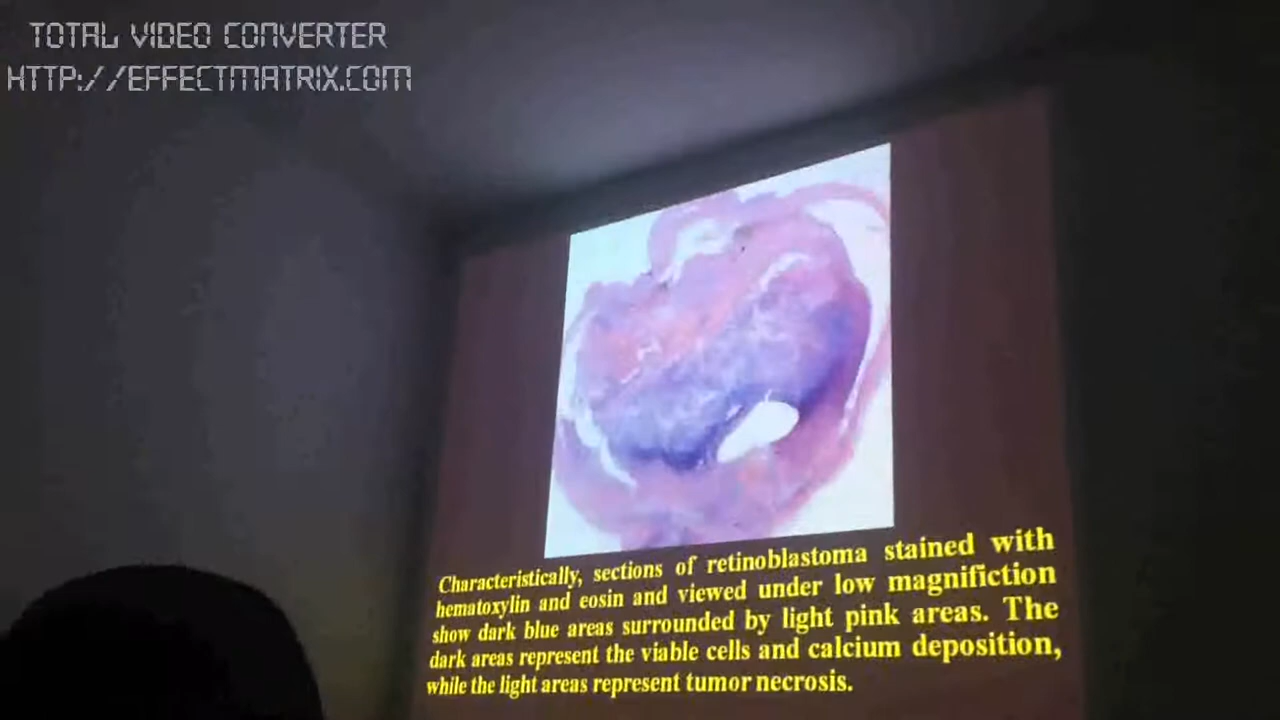 TOTAL VIDEO CONVERTER
HTTP://EFFECTMATRIX.COM
Characteristically, sections of retinoblastoma stained with
hematoxylin and eosin and viewed under low magnifiction
show dark blue areas surrounded by light pink areas. The
dark areas represent the viable cells and calcium deposition,
while the light areas represent tumor necrosis.